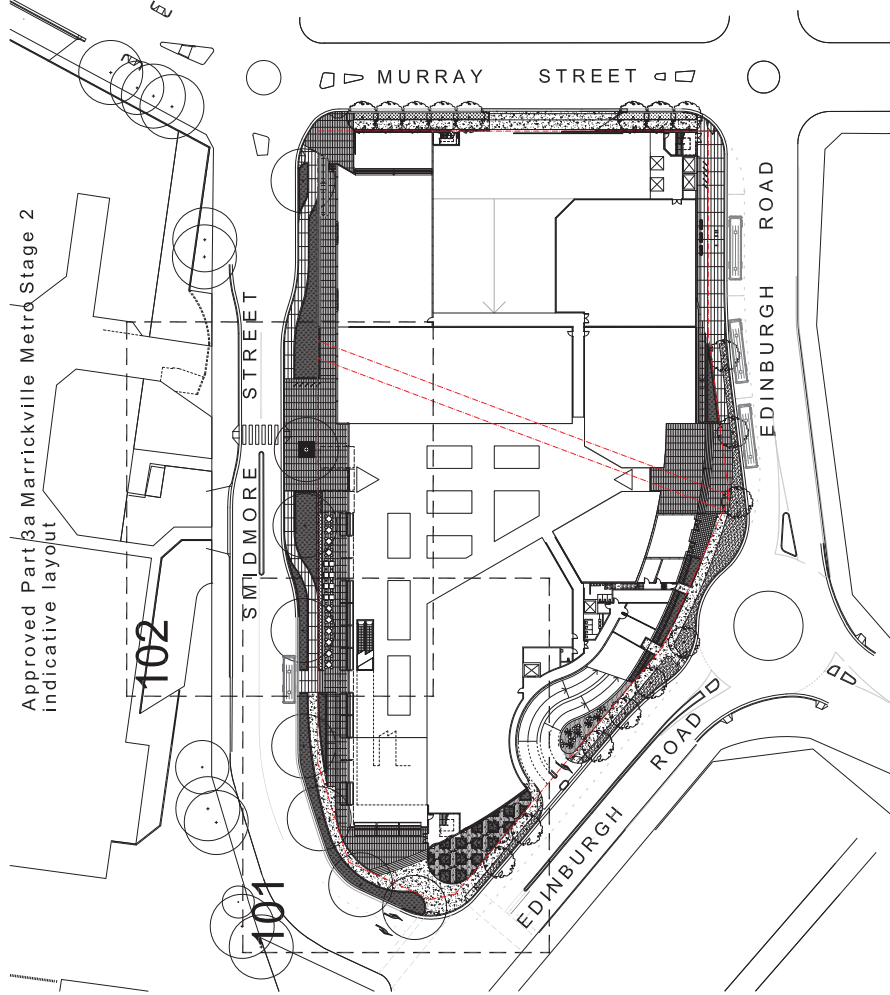 MURRAY STREET
EDINBURGH ROAD
Approved Part 3a Marrickville Metro Stage 2
indicative layout
SMIDMORE STREET
102
101
EDINBURGH ROAD